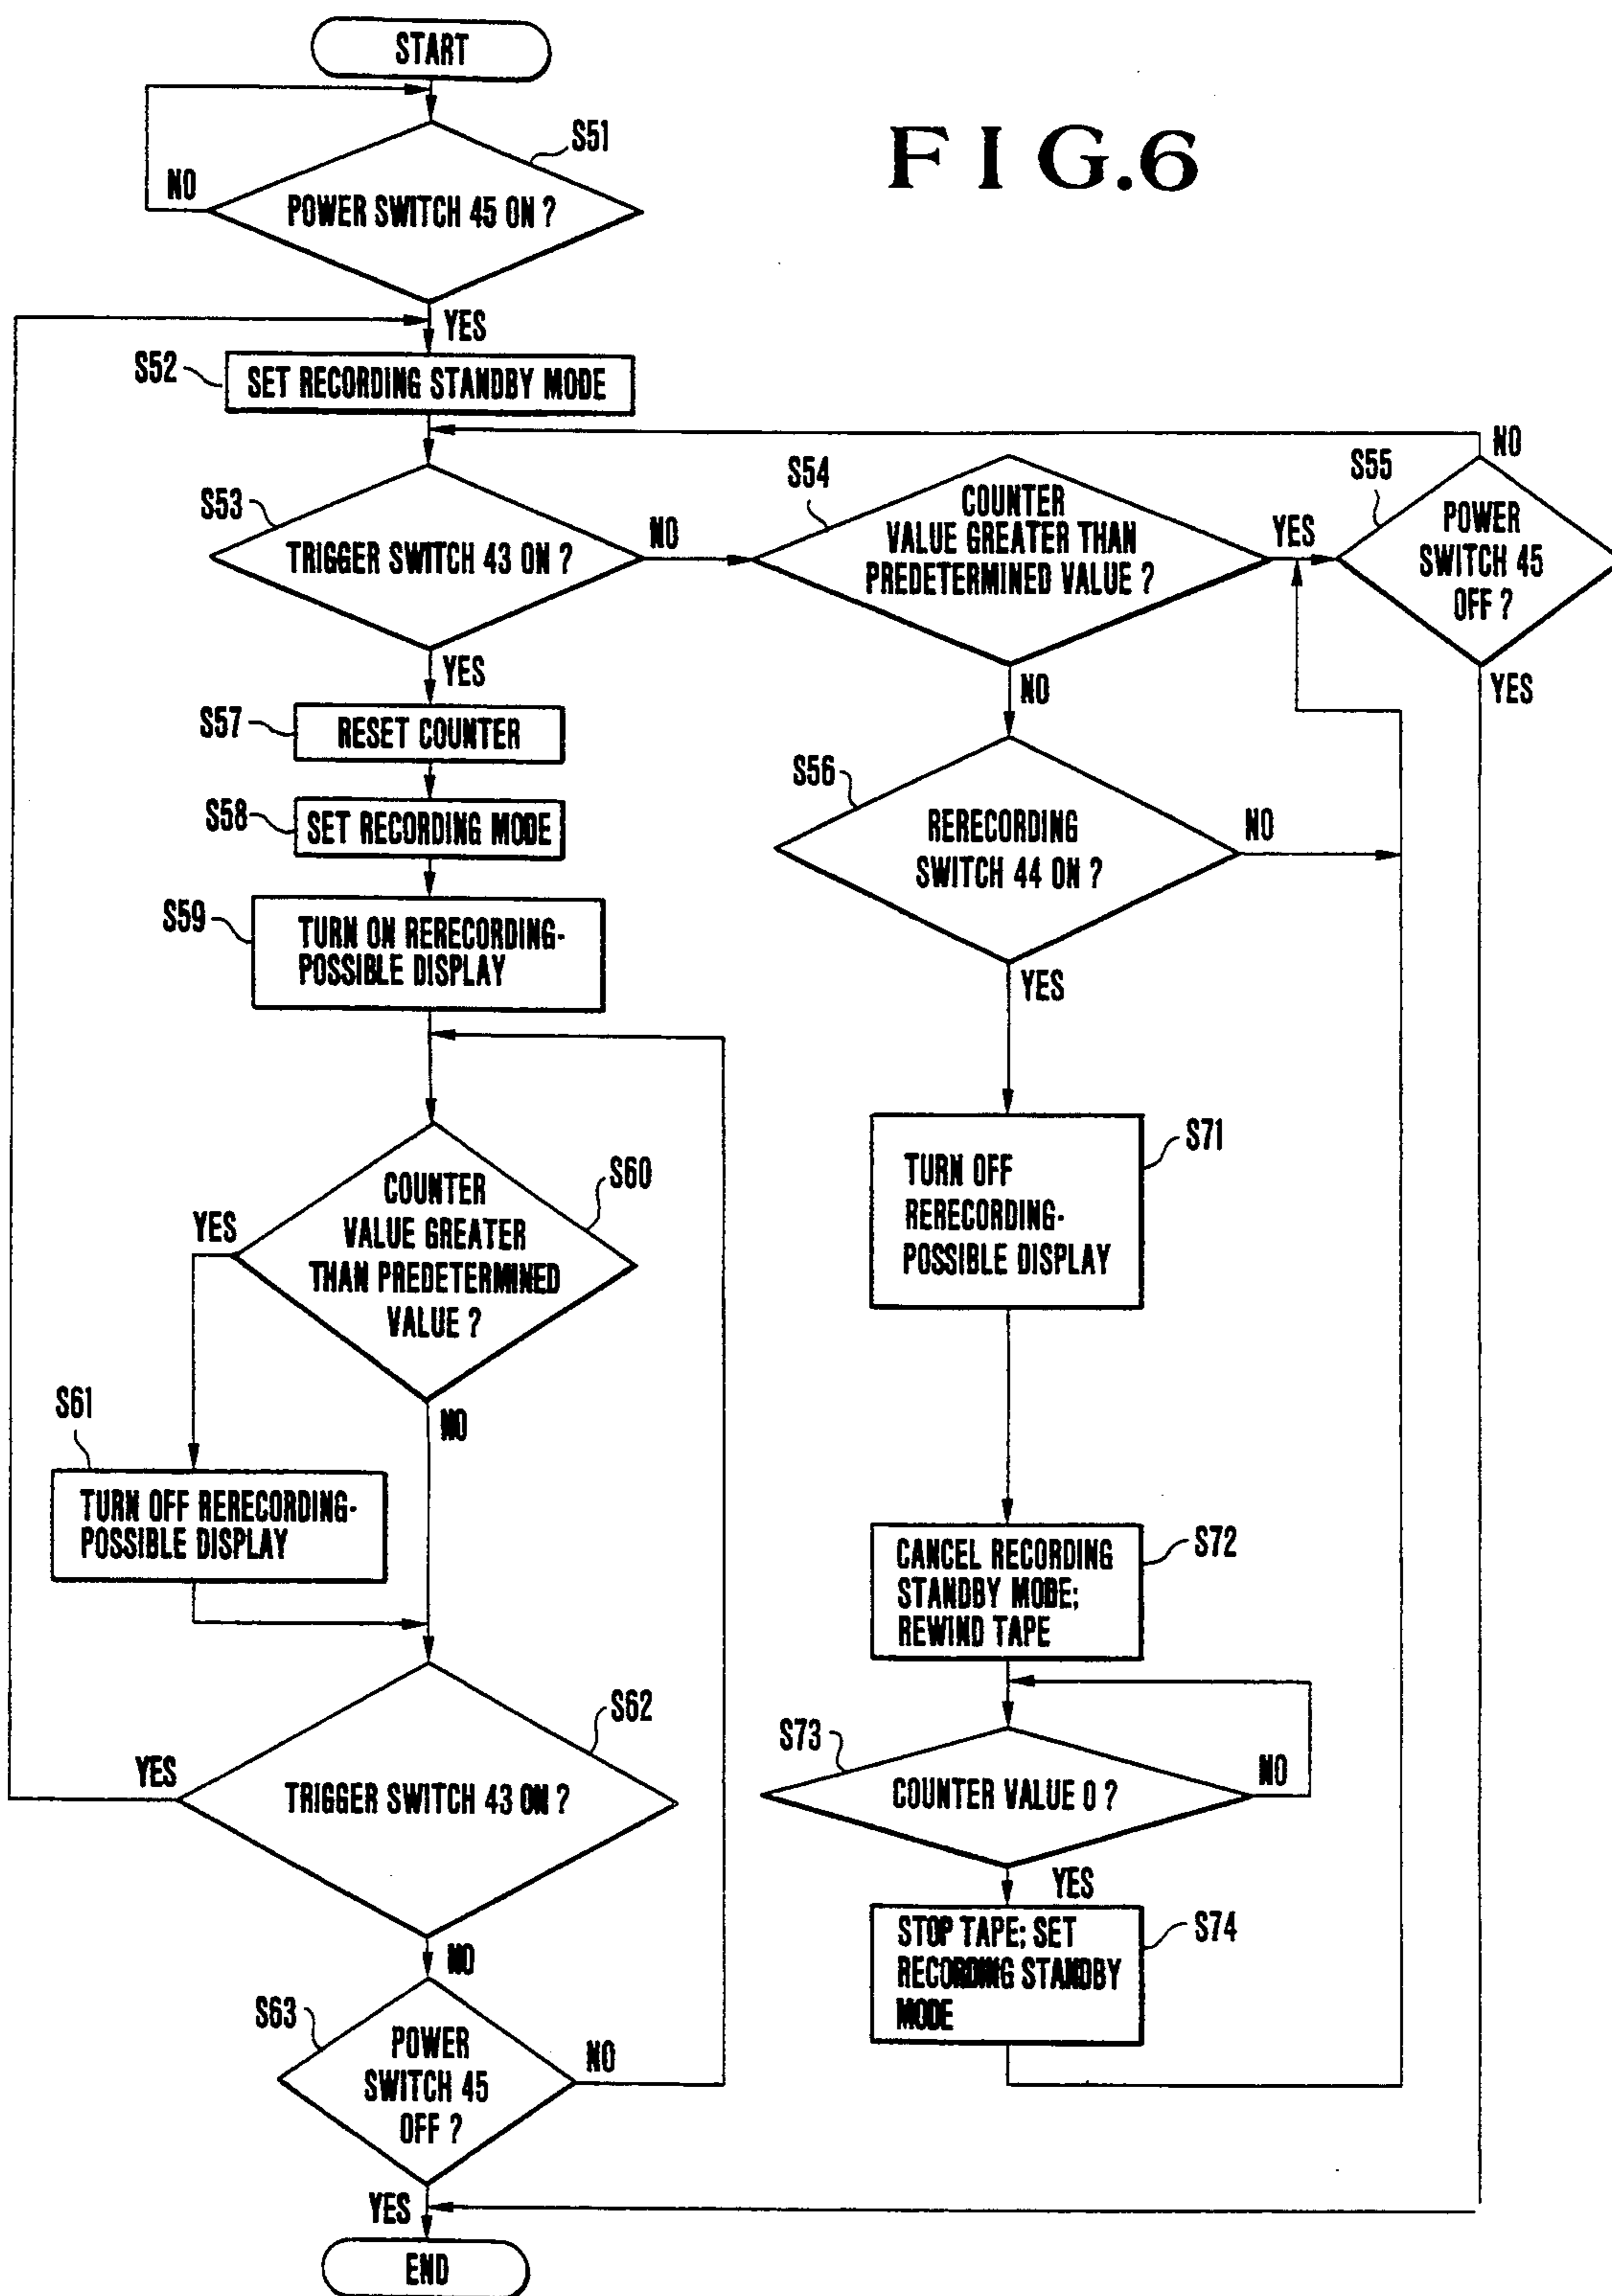 START
FIG.6
S51
NO
POWER SWITCH 45 ON ?
YES
S52
SET RECORDING STANDBY MODE
S53
TRIGGER SWITCH 43 ON ?
NO
YES
S54
COUNTER
VALUE GREATER THAN
PREDETERMINED VALUE ?
YES
NO
S55
NO
POWER
SWITCH 45
OFF ?
YES
S57
RESET COUNTER
S58
SET RECORDING MODE
S59
TURN ON RERECORDING-
POSSIBLE DISPLAY
S56
RERECORDING
SWITCH 44 ON ?
NO
YES
S60
COUNTER
VALUE GREATER
THAN PREDETERMINED
VALUE ?
YES
NO
S61
TURN OFF RERECORDING-
POSSIBLE DISPLAY
S71
TURN OFF
RERECORDING-
POSSIBLE DISPLAY
S72
CANCEL RECORDING
STANDBY MODE;
REWIND TAPE
S62
YES
TRIGGER SWITCH 43 ON ?
NO
S73
COUNTER VALUE 0 ?
NO
YES
S74
STOP TAPE; SET
RECORDING STANDBY
MODE
S63
POWER
SWITCH 45
OFF ?
NO
YES
END